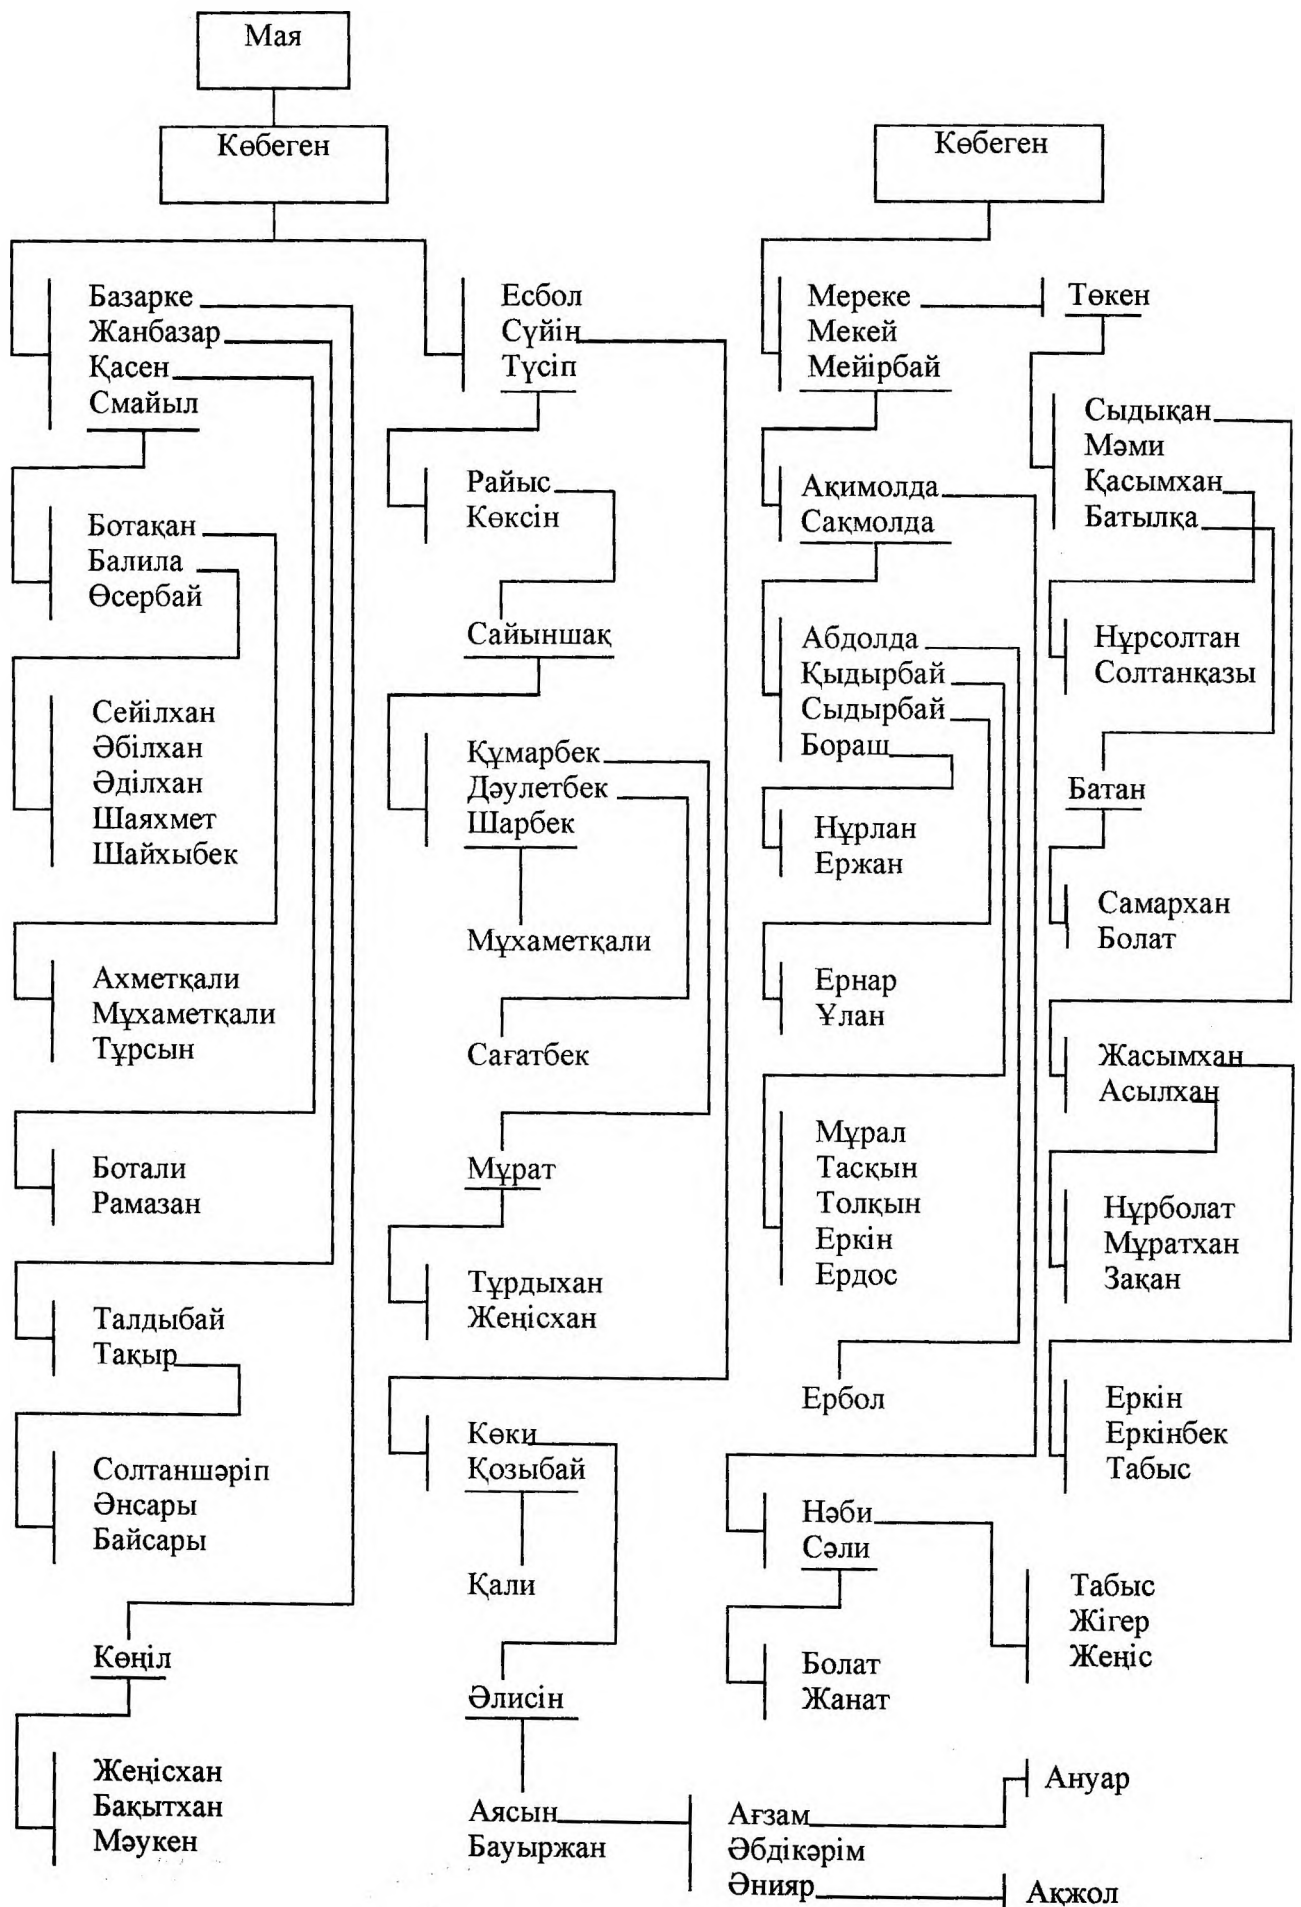 Мая
Көбеген
Көбеген
Базарке
Жанбазар
Қасен
Смайыл
Ботақан
Балила
Өсербай
Сейілхан
Әбілхан
Әділхан
Шаяхмет
Шайхыбек
Ахметқали
Мұхаметқали
Тұрсын
Ботали
Рамазан
Талдыбай
Тақыр
Солтаншәріп
Әнсары
Байсары
Көңіл
Жеңісхан
Бақытхан
Мәукен
Есбол
Сүйін
Түсіп
Райыс
Көксін
Сайыншақ
Құмарбек
Дәулетбек
Шарбек
Мұхаметқали
Сағатбек
Мұрат
Тұрдыхан
Жеңісхан
Көки
Қозыбай
Қали
Әлисін
Аясын
Бауыржан
Ағзам
Әбдікәрім
Әнияр
Ануар
Ақжол
Мереке
Мекей
Мейірбай
Ақимолда
Сақмолда
Абдолда
Қыдырбай
Сыдырбай
Бораш
Нұрлан
Ержан
Ернар
Ұлан
Мұрал
Тасқын
Толқын
Еркін
Ердос
Ербол
Нәби
Сәли
Болат
Жанат
Табыс
Жігер
Жеңіс
Төкен
Сыдықан
Мәми
Қасымхан
Батылқа
Нұрсолтан
Солтанқазы
Батан
Самархан
Болат
Жасымхан
Асылхан
Нұрболат
Мұратхан
Зақан
Еркін
Еркінбек
Табыс